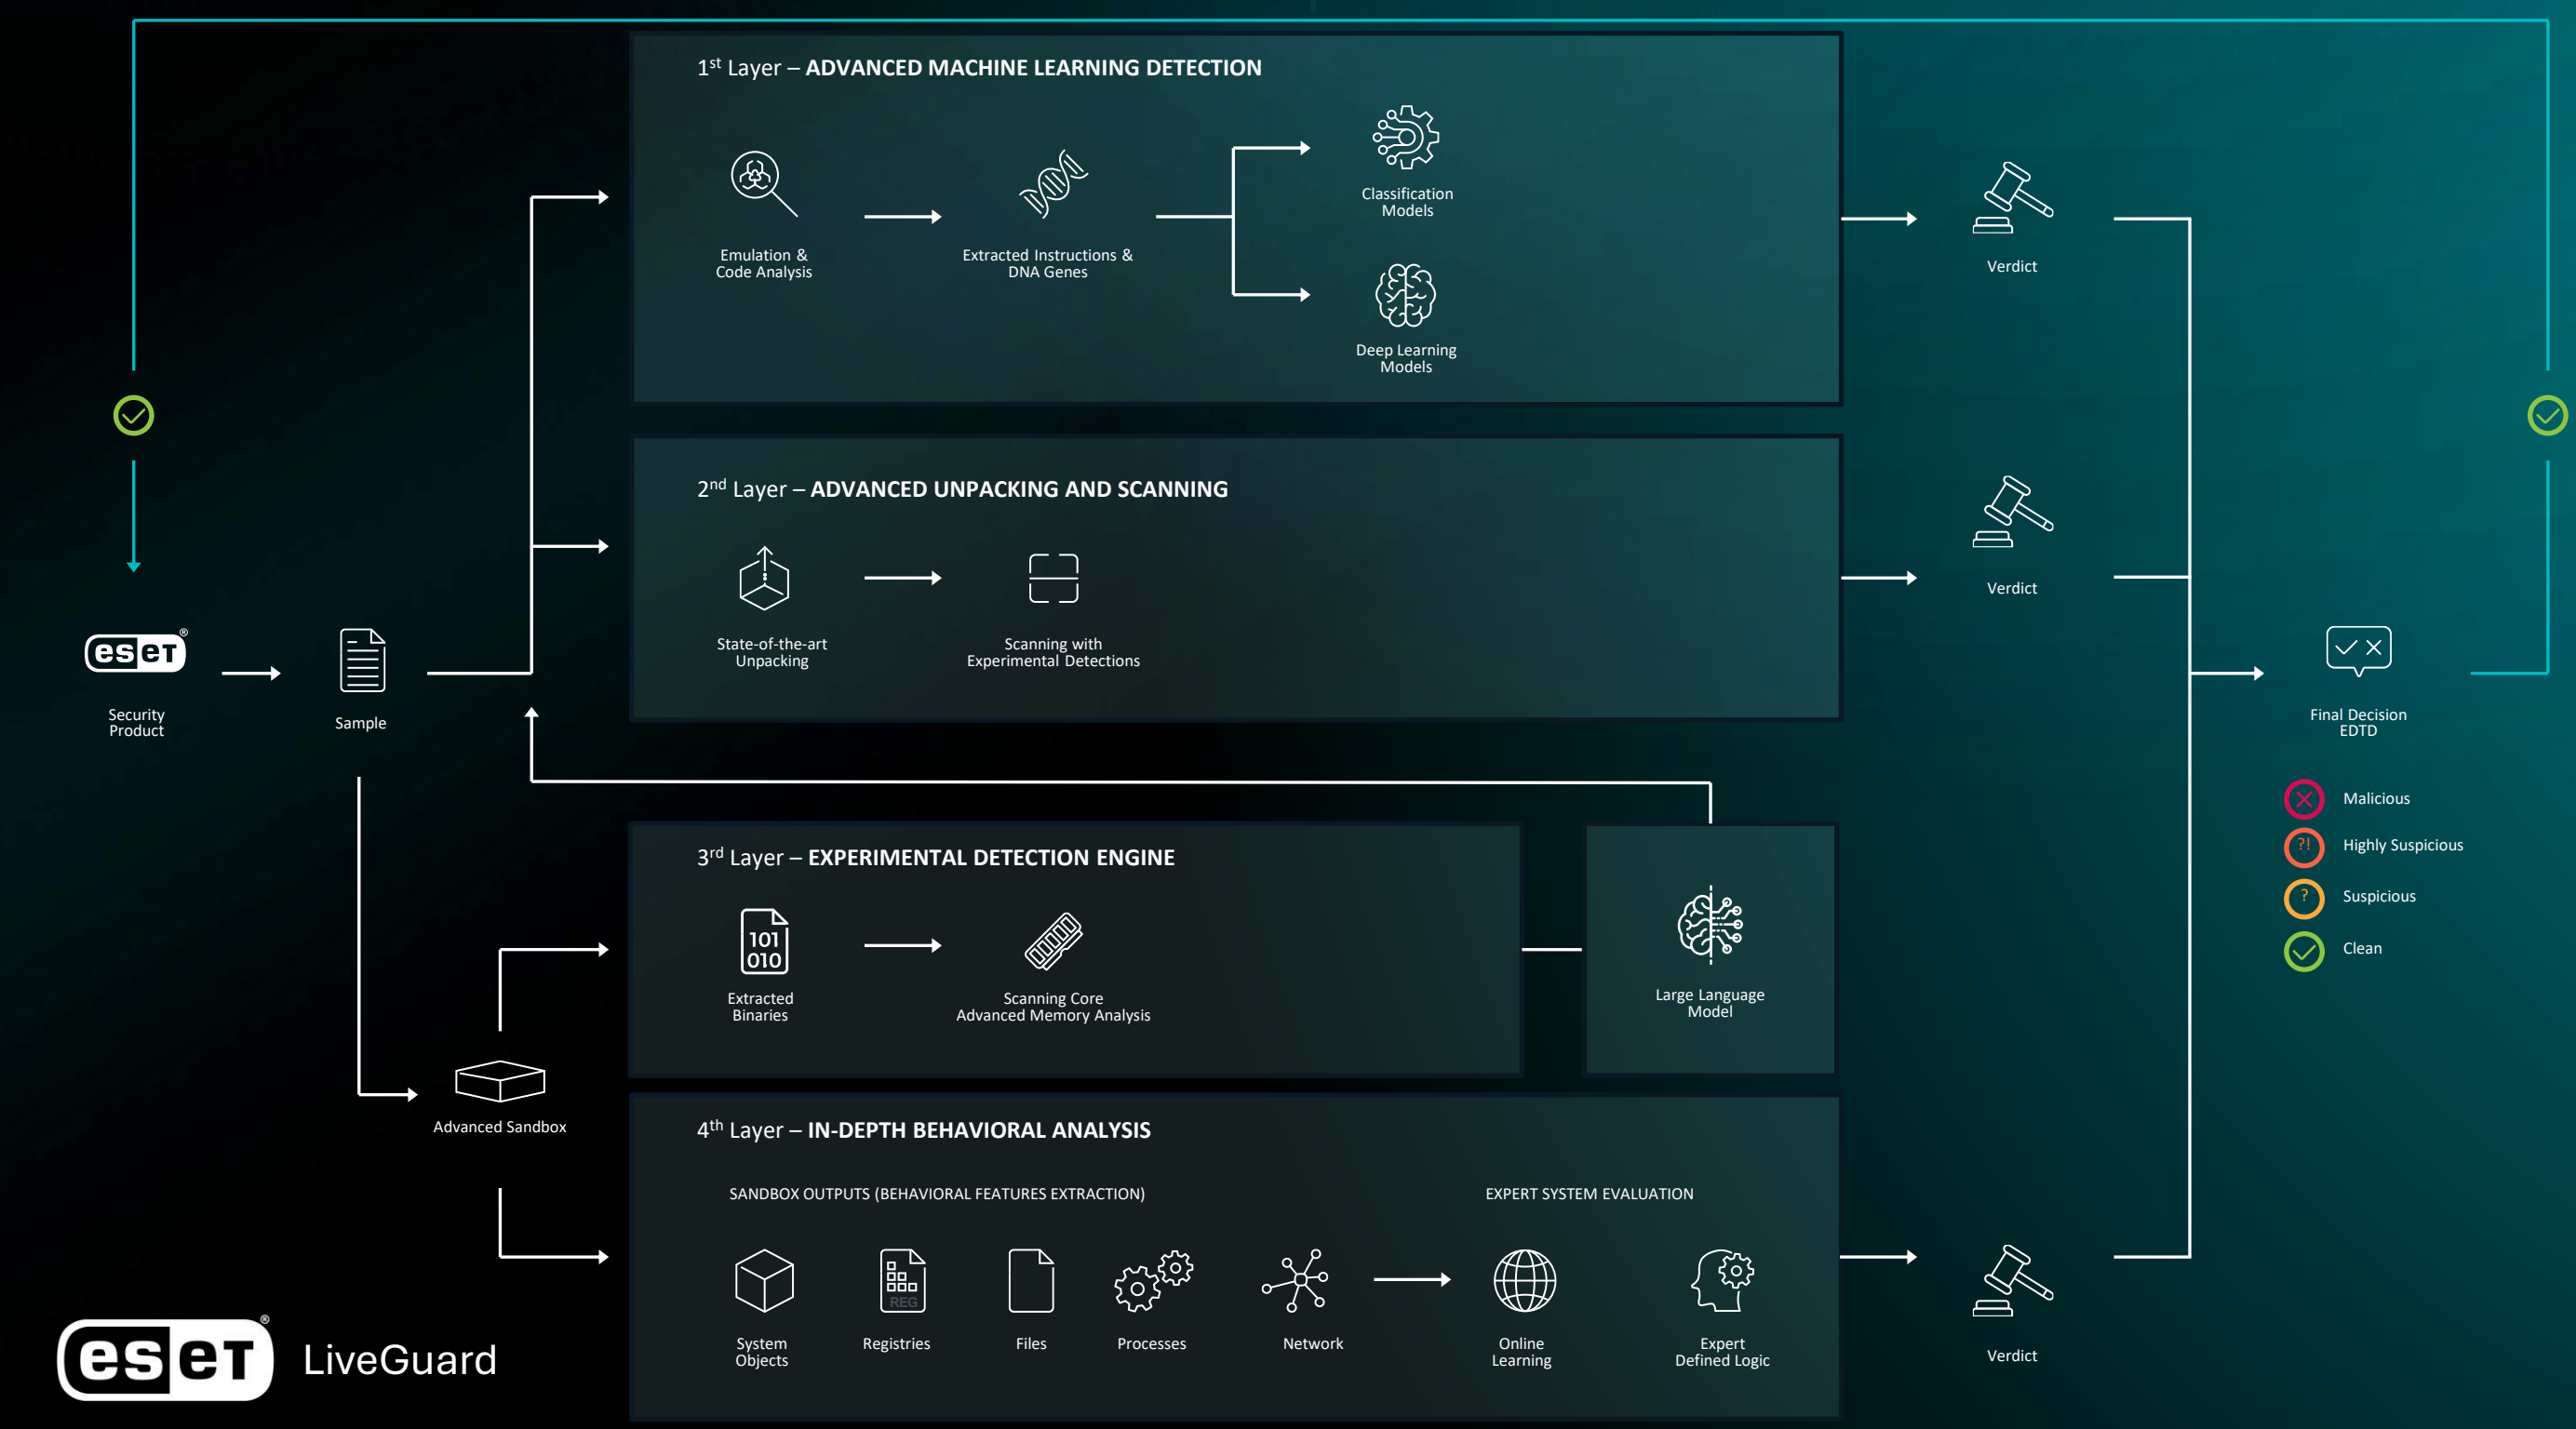 1st Layer – ADVANCED MACHINE LEARNING DETECTION
Emulation &
Code Analysis
Extracted Instructions &
DNA Genes
Classification
Models
Deep Learning
Models
Verdict
2nd Layer – ADVANCED UNPACKING AND SCANNING
State-of-the-art
Unpacking
Scanning with
Experimental Detections
Verdict
eset®
Security
Product
Sample
Final Decision
EDTD
Malicious
?!
Highly Suspicious
?
Suspicious
Clean
3rd Layer – EXPERIMENTAL DETECTION ENGINE
101
010
Extracted
Binaries
Scanning Core
Advanced Memory Analysis
Large Language
Model
Advanced Sandbox
4th Layer – IN-DEPTH BEHAVIORAL ANALYSIS
SANDBOX OUTPUTS (BEHAVIORAL FEATURES EXTRACTION)
EXPERT SYSTEM EVALUATION
System
Objects
REG
Registries
Files
Processes
Network
Online
Learning
Expert
Defined Logic
Verdict
eset® LiveGuard